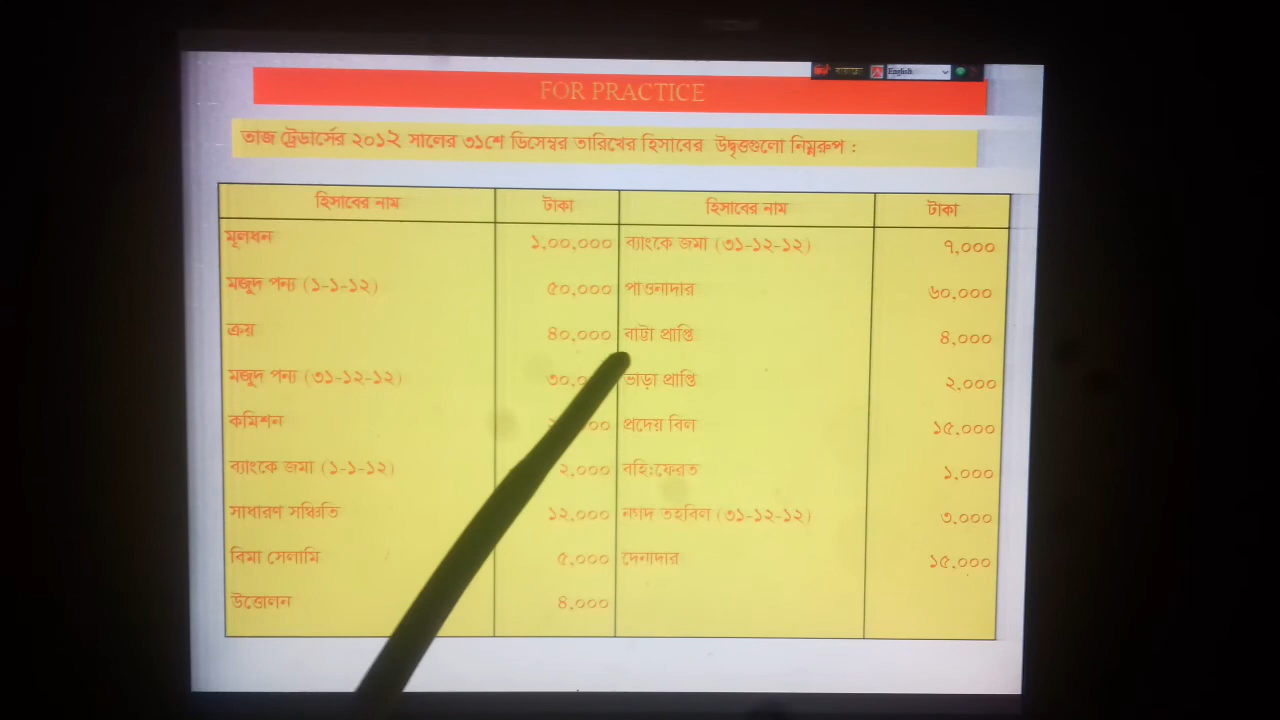 English
FOR PRACTICE
তাজ ট্রেডার্সের ২০১২ সালের ৩১শে ডিসেম্বর তারিখের হিসাবের উদ্বৃত্তগুলো নিম্নরুপ :
হিসাবের নাম টাকা হিসাবের নাম টাকা
মূলধন ১,০০,০০০ ব্যাংকে জমা (৩১-১২-১২) ৭,০০০
মজুদ পন্য (১-১-১২) ৫০,০০০ পাওনাদার ৬০,০০০
ক্রয় ৪০,০০০ বাট্টা প্রাপ্তি ৪,০০০
মজুদ পন্য (৩১-১২-১২) ভাড়া প্রাপ্তি ২,০০০
কমিশন প্রদেয় বিল ১৫,০০০
ব্যাংকে জমা (১-১-১২) ২,০০০ বহি:ফেরত ১,০০০
সাধারণ সঞ্চিতি ১২,০০০ নগদ তহবিল (৩১-১২-১২) ৩,০০০
বিমা সেলামি ৫,০০০ দেনাদার ১৫,০০০
উত্তোলন ৪,০০০